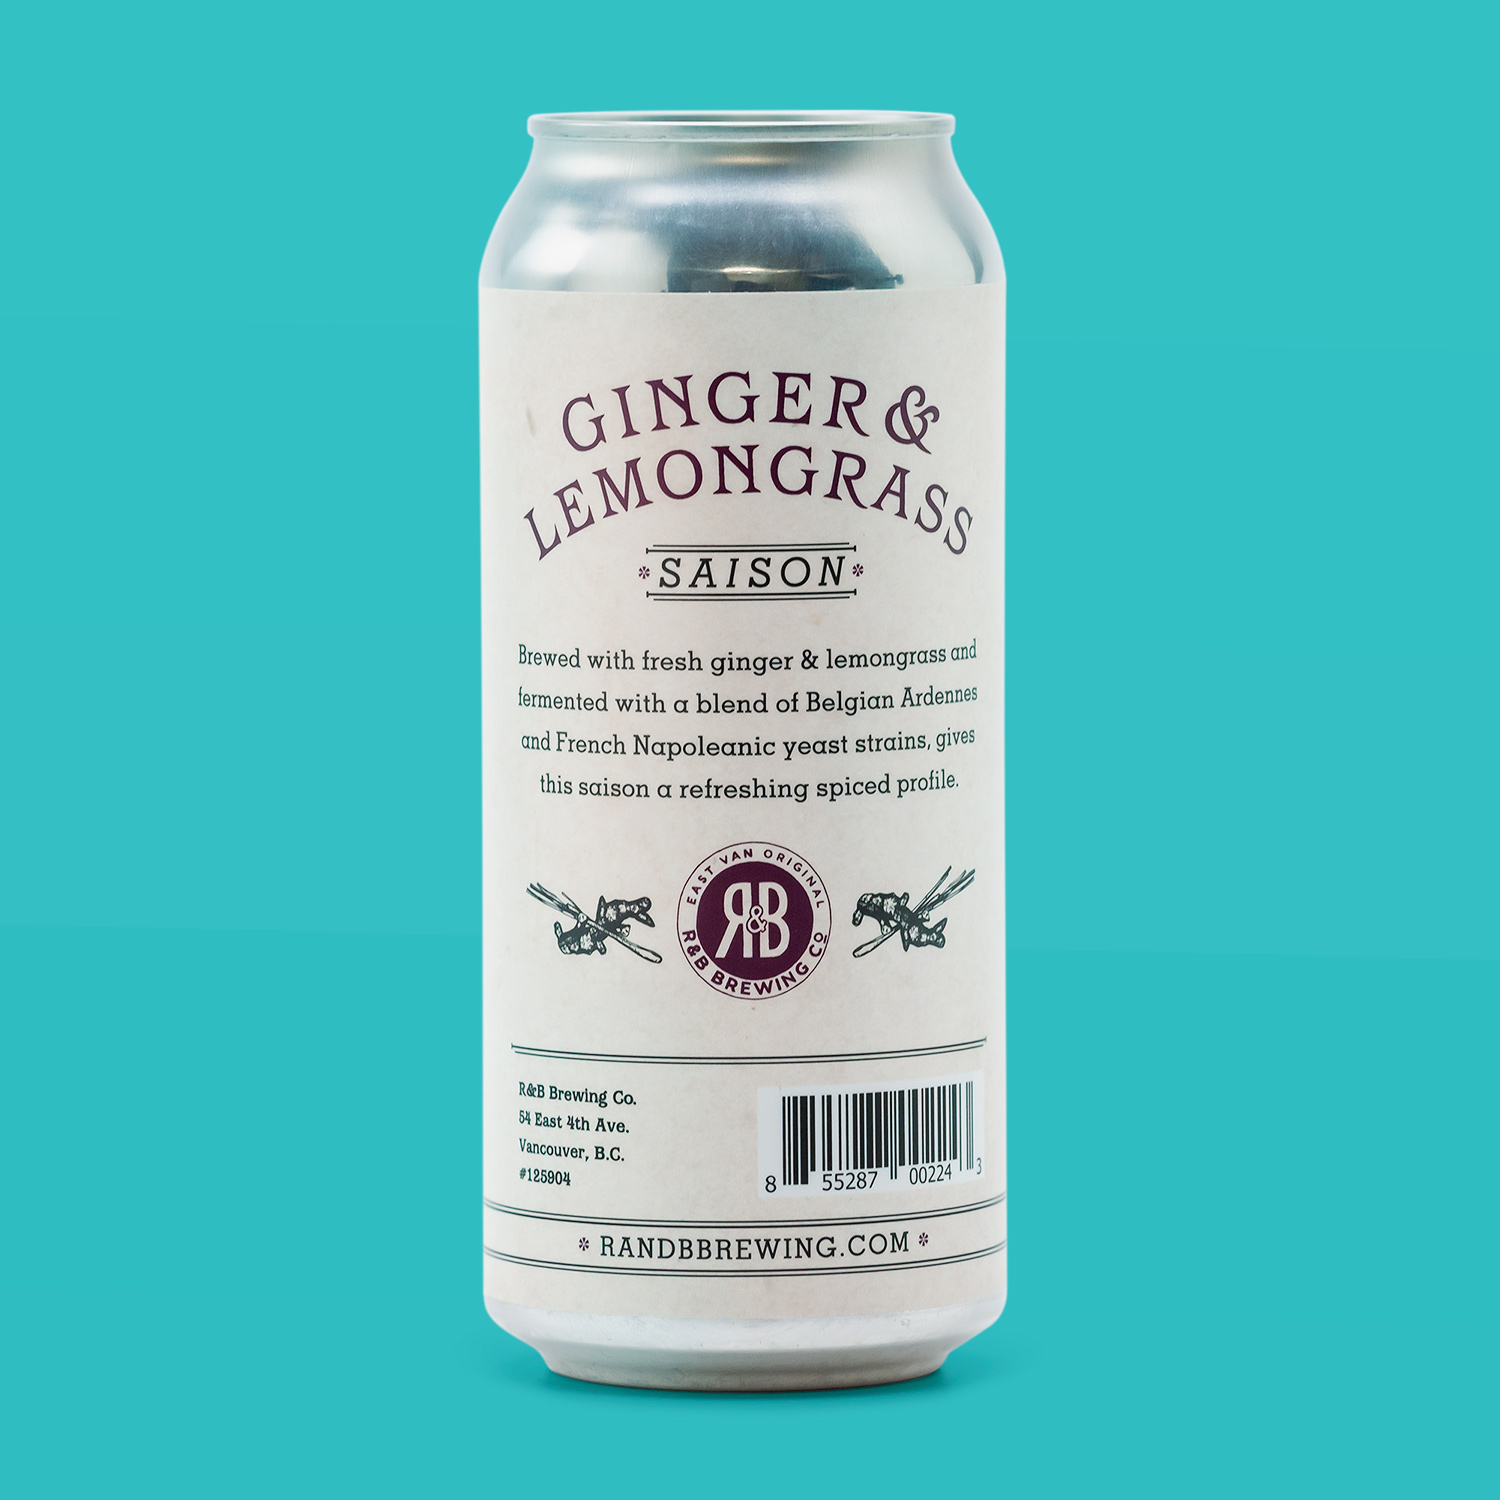 GINGER &
LEMONGRASS
* SAISON *
Brewed with fresh ginger & lemongrass and
fermented with a blend of Belgian Ardennes
and French Napoleanic yeast strains, gives
this saison a refreshing spiced profile.
EAST VAN ORIGINAL
R&B
R&B BREWING CO
R&B Brewing Co.
54 East 4th Ave.
Vancouver, B.C.
#125904
8 55287 00224 3
* RANDBBREWING.COM *